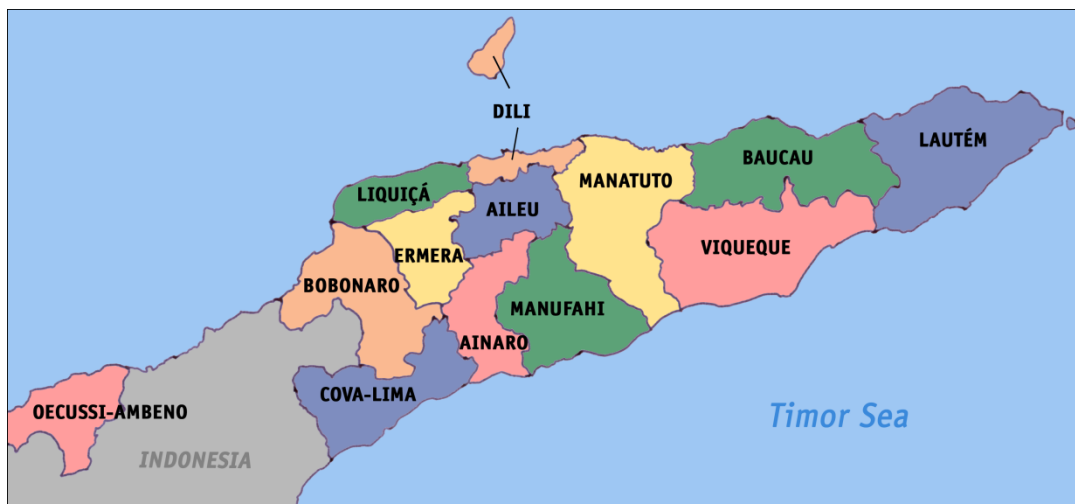 DILI
LAUTÉM
BAUCAU
MANATUTO
LIQUIÇÁ
AILEU
VIQUEQUE
ERMERA
BOBONARO
MANUFAHI
AINARO
COVA-LIMA
OECUSSI-AMBENO
Timor Sea
INDONESIA